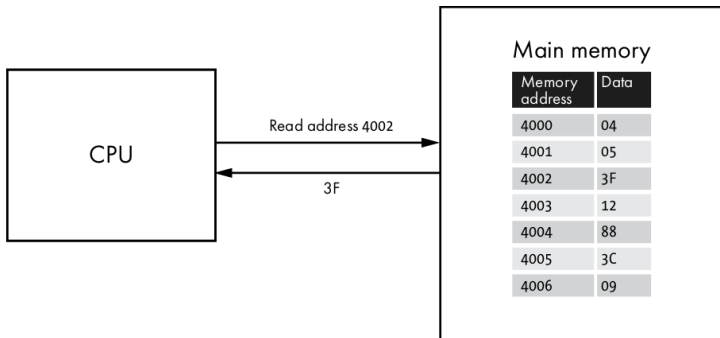 Main memory
Memory address Data
4000 04
4001 05
4002 3F
4003 12
4004 88
4005 3C
4006 09
CPU
Read address 4002
3F